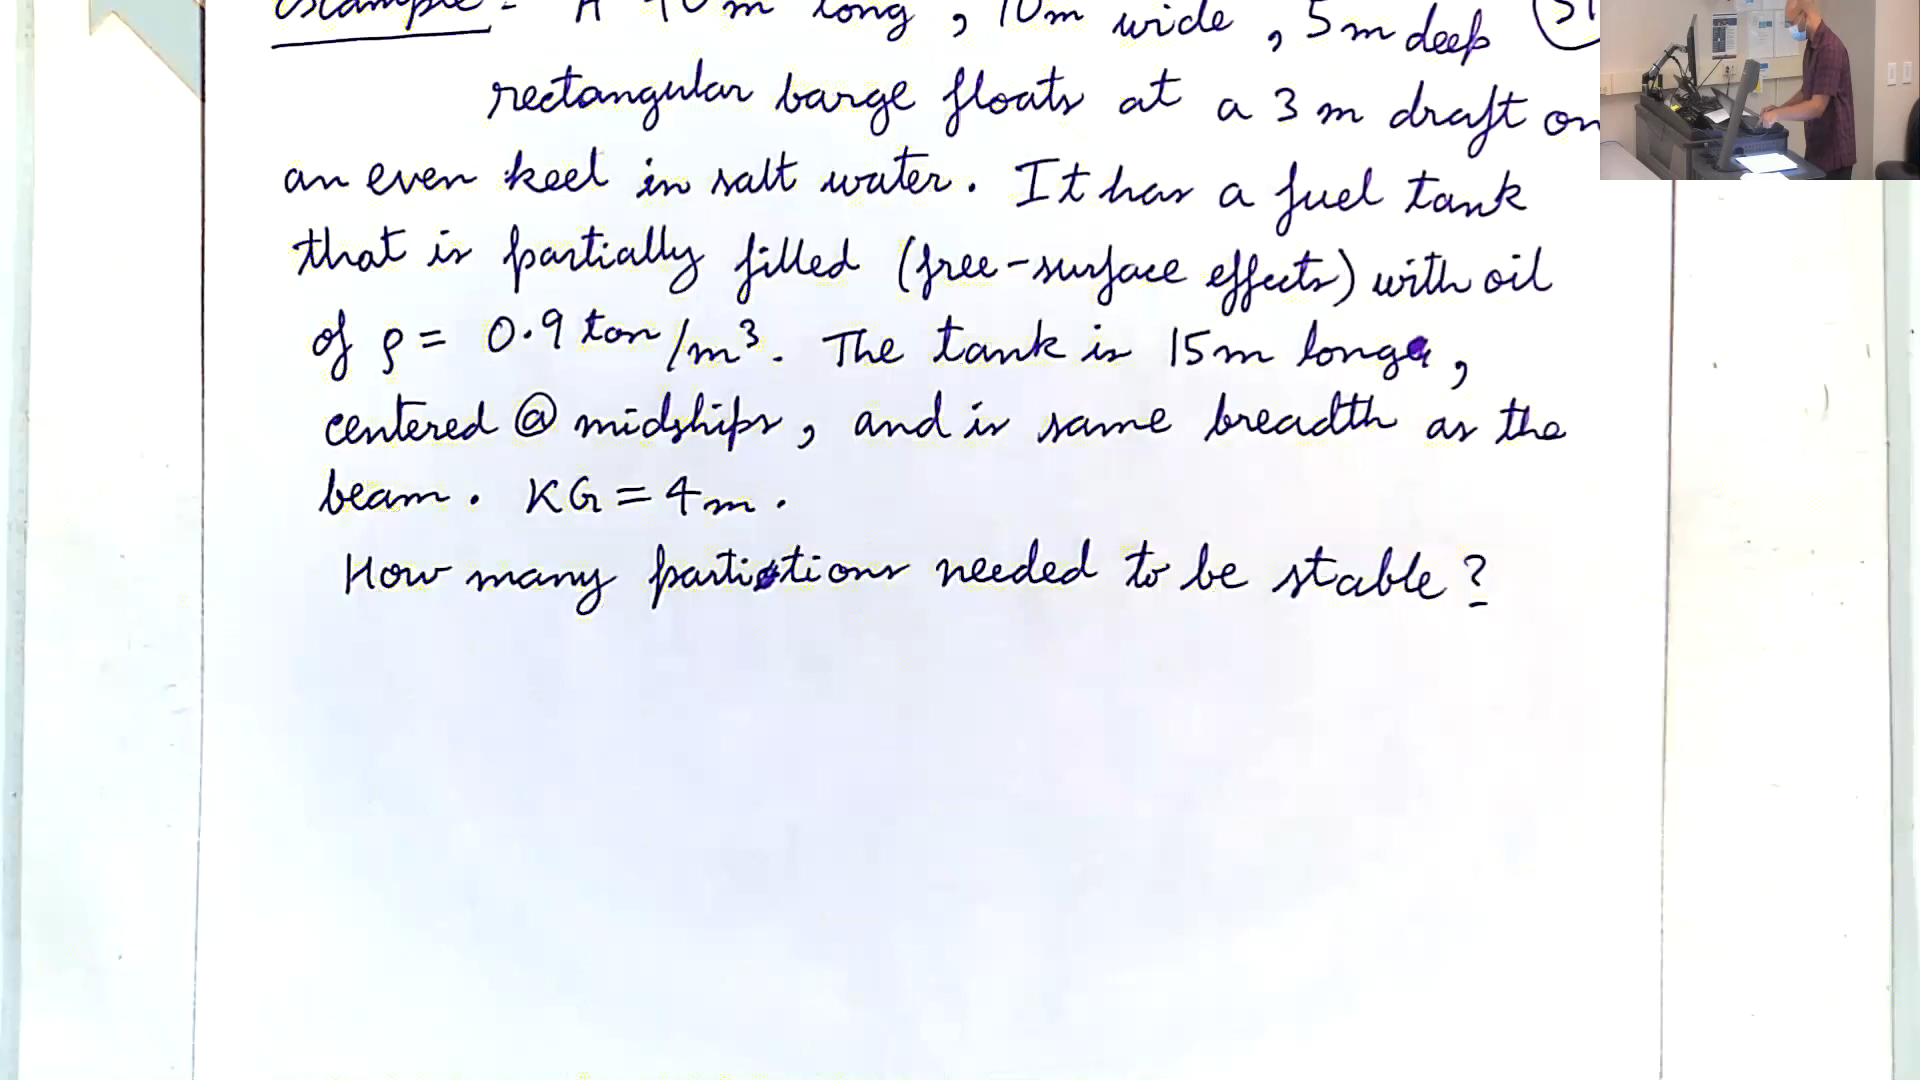 Example:- A 40m long, 10m wide, 5m deep
rectangular barge floats at a 3 m draft on
an even keel in salt water. It has a fuel tank
that is partially filled (free-surface effects) with oil
of ρ = 0.9 ton/m³. The tank is 15m long,
centered @ midships, and is same breadth as the
beam. KG = 4m.
How many partitions needed to be stable?